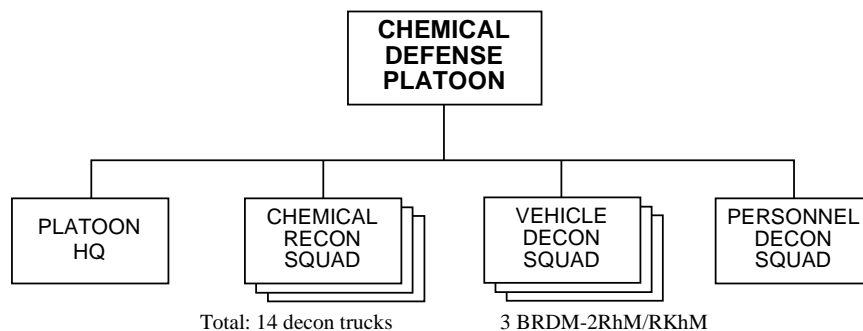 CHEMICAL
DEFENSE
PLATOON
PLATOON
HQ
CHEMICAL
RECON
SQUAD
VEHICLE
DECON
SQUAD
PERSONNEL
DECON
SQUAD
Total: 14 decon trucks 3 BRDM-2RhM/RKhM